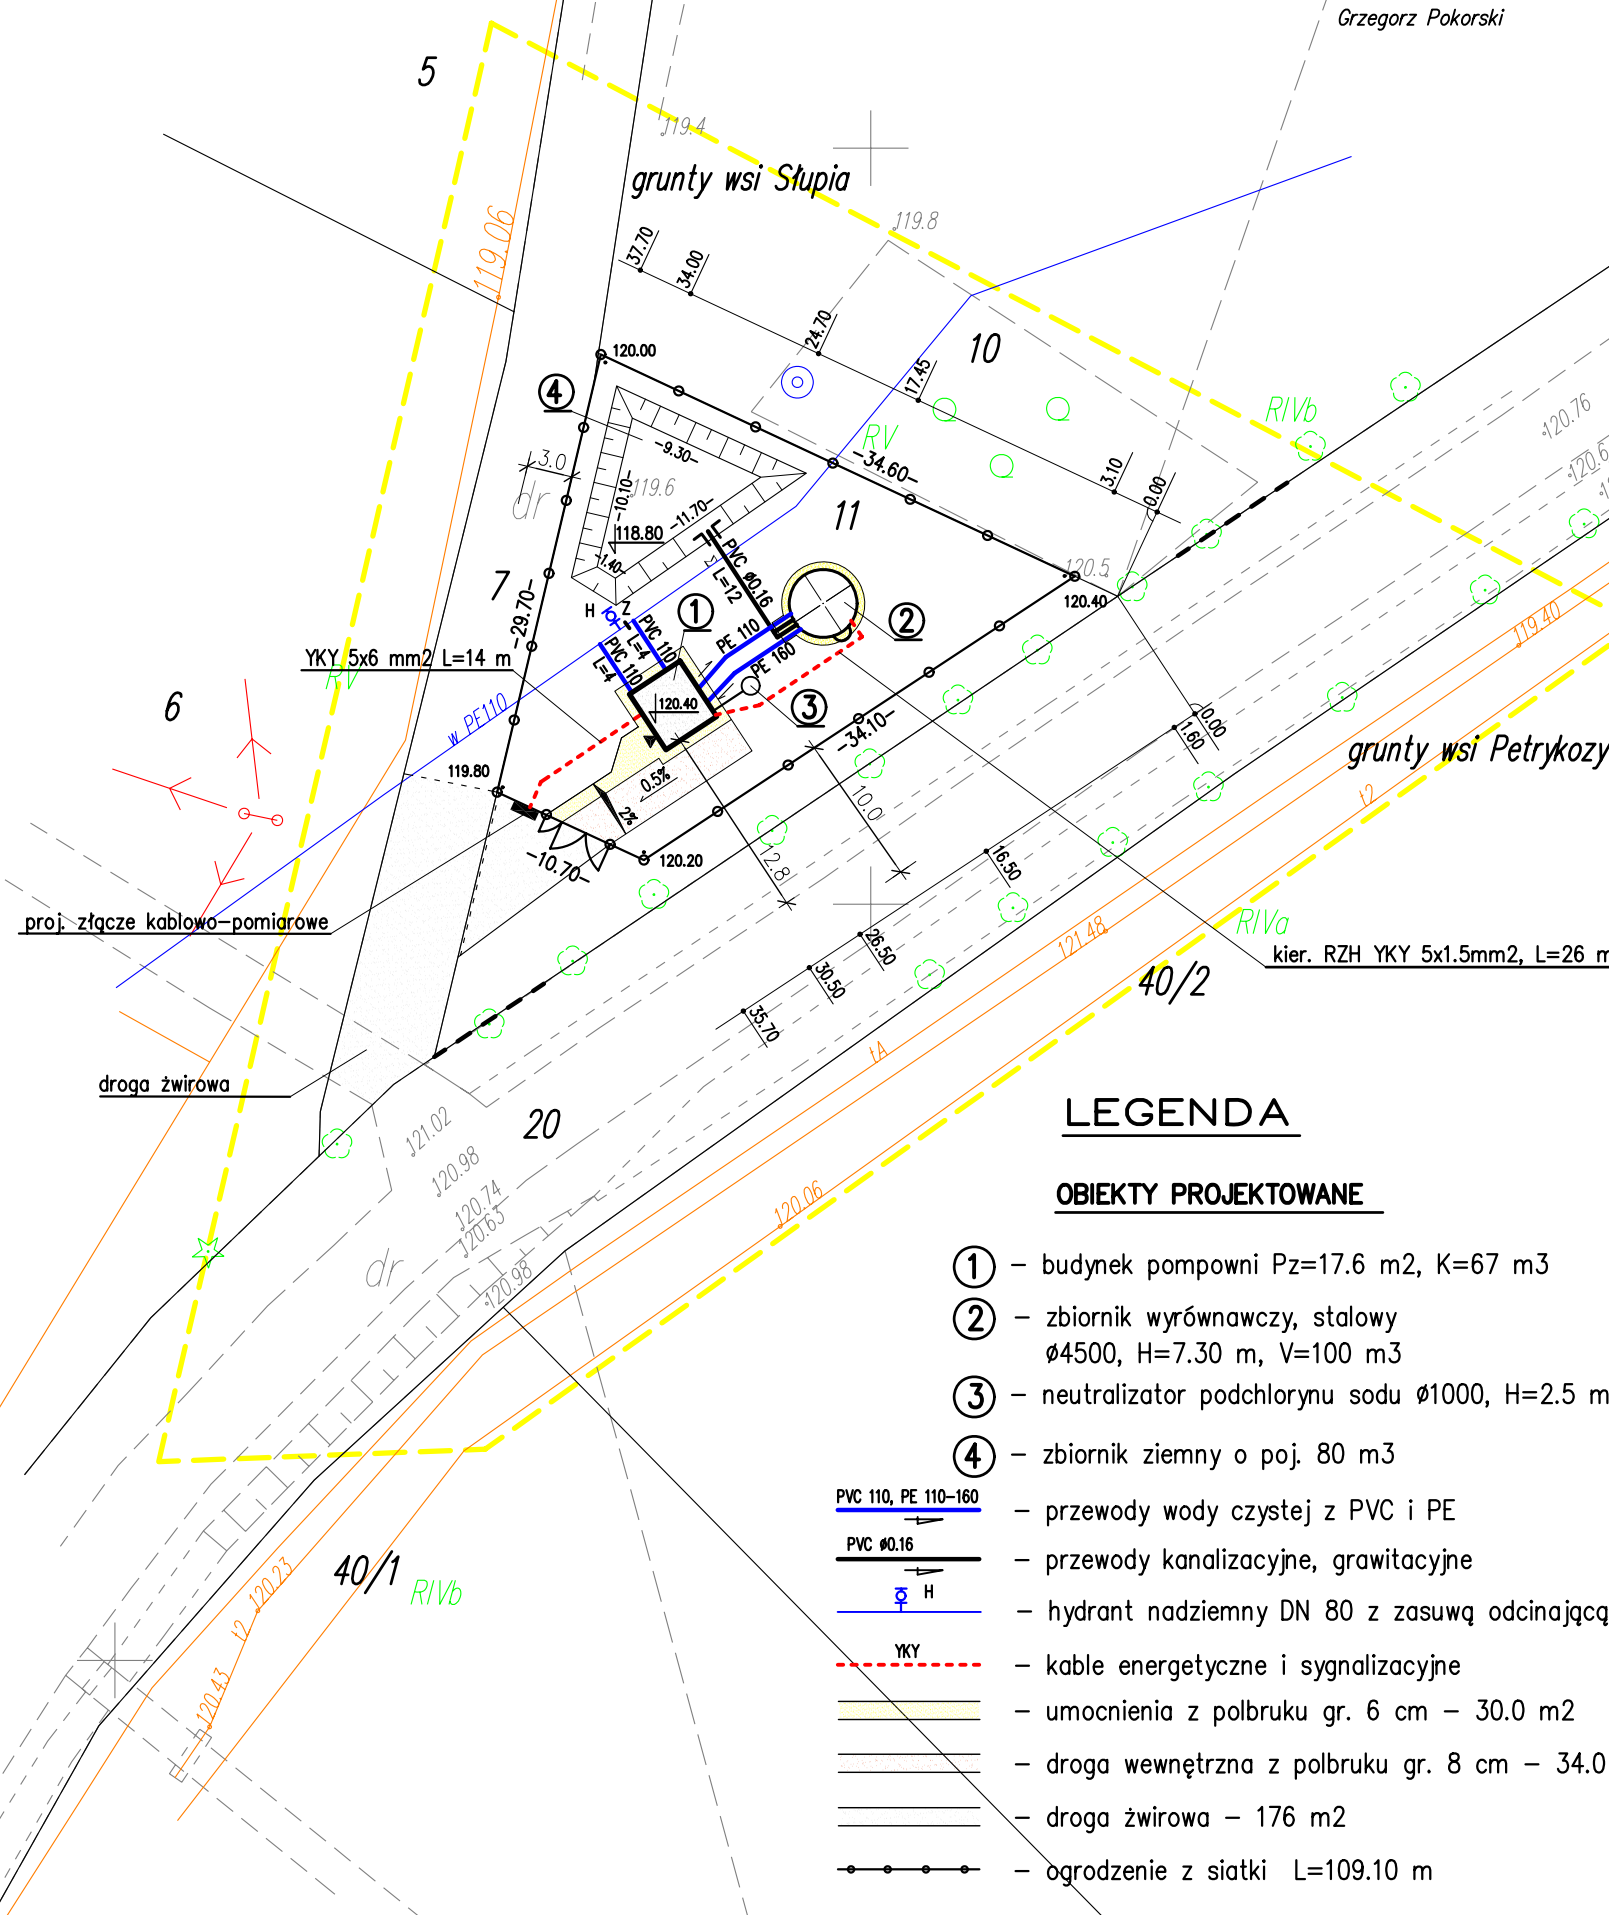 Grzegorz Pokorski
5
119.4
grunty wsi Słupia
119.8
119.06
37.70
34.00
24.70
17.45
3.10
0.00
10
120.00
4
RV
RIVb
120.76
-34.60-
-9.30-
3.0
dr
-10.10-
119.6
-11.70-
118.80
-1.40-
11
PVC ø0.16
L=12
120.5
120.40
7
-29.70-
H
Z
1
2
PVC 110
L=4
PVC 110
L=4
PE 110
PE 160
119.40
YKY 5x6 mm2 L=14 m
RV
6
w PE110
120.40
3
-34.10-
0.00
1.60
grunty wsi Petrykozy
119.80
0.5%
2%
10.0
t2
-10.70-
120.20
12.8
16.50
proj. złącze kablowo-pomiarowe
26.50
30.50
35.70
121.48
RIVa
kier. RZH YKY 5x1.5mm2, L=26 m
40/2
tA
droga żwirowa
20
121.02
120.98
120.74
120.63
120.98
dr
120.06
LEGENDA
OBIEKTY PROJEKTOWANE
1 – budynek pompowni Pz=17.6 m2, K=67 m3
2 – zbiornik wyrównawczy, stalowy
ø4500, H=7.30 m, V=100 m3
3 – neutralizator podchlorynu sodu ø1000, H=2.5 m
4 – zbiornik ziemny o poj. 80 m3
PVC 110, PE 110-160 – przewody wody czystej z PVC i PE
PVC ø0.16 – przewody kanalizacyjne, grawitacyjne
H – hydrant nadziemny DN 80 z zasuwą odcinającą
YKY – kable energetyczne i sygnalizacyjne
– umocnienia z polbruku gr. 6 cm – 30.0 m2
– droga wewnętrzna z polbruku gr. 8 cm – 34.0
– droga żwirowa – 176 m2
– ogrodzenie z siatki L=109.10 m
40/1
RIVb
120.23
t2
120.43